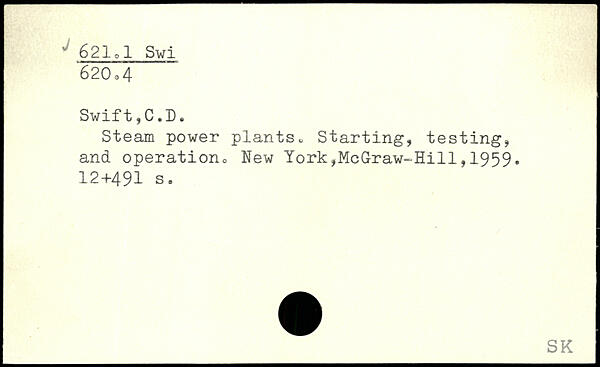 621.1 Swi
620.4
Swift,C.D.
Steam power plants. Starting, testing,
and operation. New York,McGraw-Hill,1959.
12+491 s.
SK